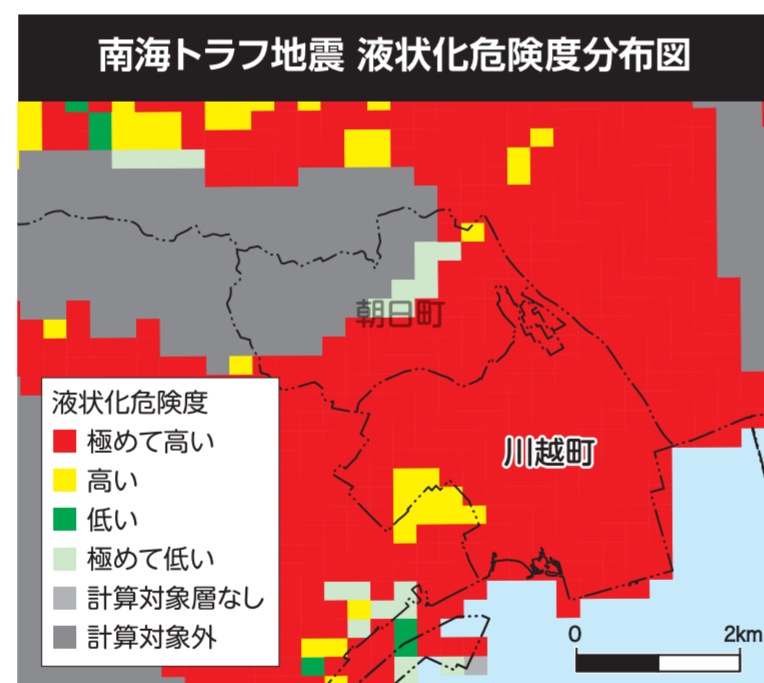 南海トラフ地震 液状化危険度分布図
朝日町
川越町
液状化危険度
極めて高い
高い
低い
極めて低い
計算対象層なし
計算対象外
0 2km